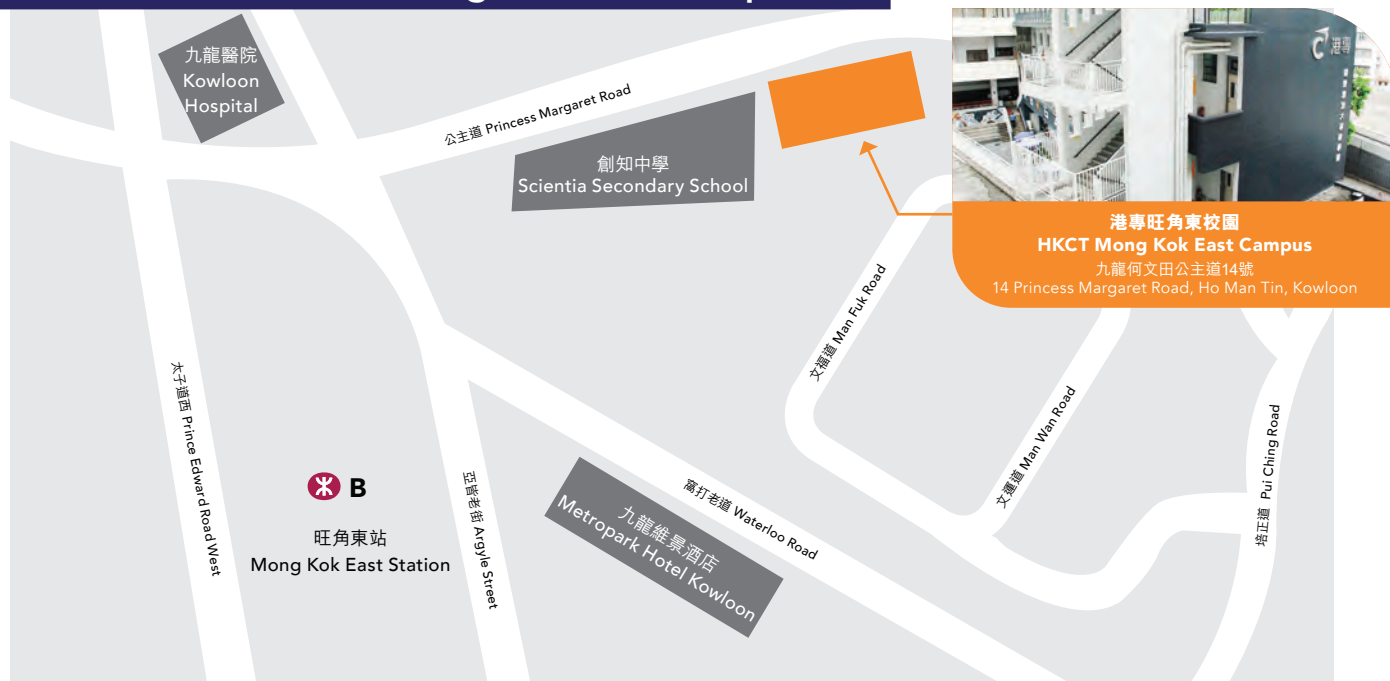 九龍醫院
Kowloon
Hospital
公主道 Princess Margaret Road
創知中學
Scientia Secondary School
港專
港專旺角東校園
HKCT Mong Kok East Campus
九龍何文田公主道14號
14 Princess Margaret Road, Ho Man Tin, Kowloon
文福道 Man Fuk Road
文運道 Man Wan Road
培正道 Pui Ching Road
太子道西 Prince Edward Road West
B
旺角東站
Mong Kok East Station
亞皆老街 Argyle Street
窩打老道 Waterloo Road
九龍維景酒店
Metropark Hotel Kowloon